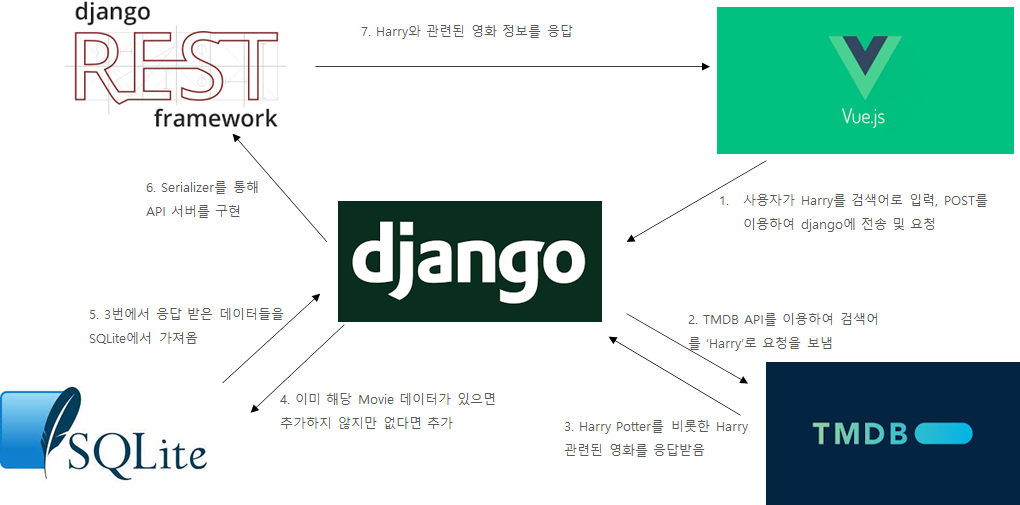 django
REST
framework
7. Harry와 관련된 영화 정보를 응답
Vue.js
6. Serializer를 통해
API 서버를 구현
1. 사용자가 Harry를 검색어로 입력, POST를
이용하여 django에 전송 및 요청
django
5. 3번에서 응답 받은 데이터들을
SQLite에서 가져옴
2. TMDB API를 이용하여 검색어
를 ‘Harry’로 요청을 보냄
4. 이미 해당 Movie 데이터가 있으면
추가하지 않지만 없다면 추가
3. Harry Potter를 비롯한 Harry
관련된 영화를 응답받음
SQLite
TMDB